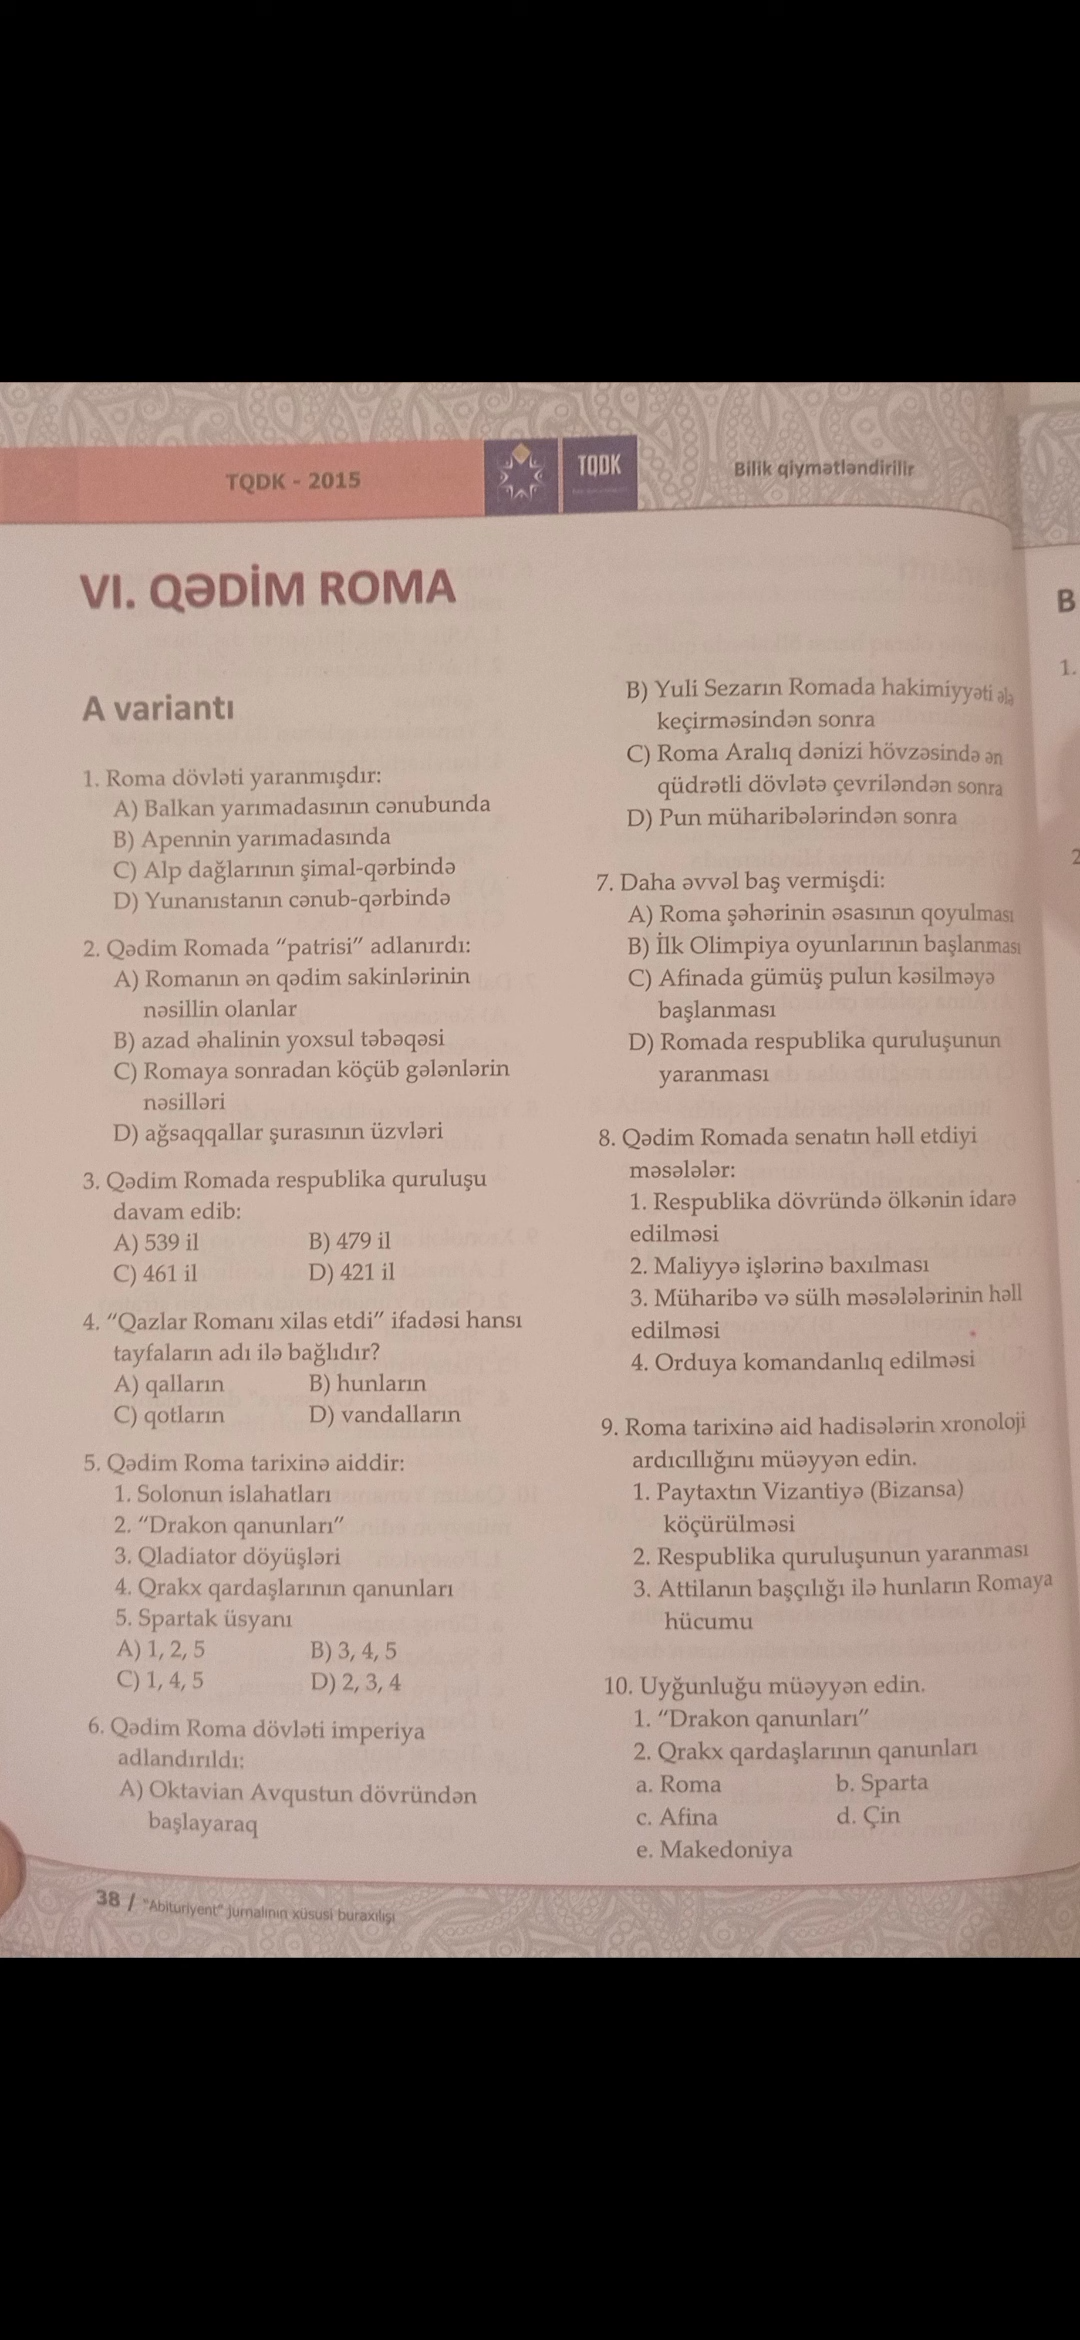 TQDK - 2015
TQDK
Bilik qiymətləndirilir
VI. QƏDİM ROMA
A variantı
1. Roma dövləti yaranmışdır:
A) Balkan yarımadasının cənubunda
B) Apennin yarımadasında
C) Alp dağlarının şimal-qərbində
D) Yunanıstanın cənub-qərbində
2. Qədim Romada “patrisi” adlanırdı:
A) Romanın ən qədim sakinlərinin
nəsillin olanlar
B) azad əhalinin yoxsul təbəqəsi
C) Romaya sonradan köçüb gələnlərin
nəsilləri
D) ağsaqqallar şurasının üzvləri
3. Qədim Romada respublika quruluşu
davam edib:
A) 539 il B) 479 il
C) 461 il D) 421 il
4. “Qazlar Romanı xilas etdi” ifadəsi hansı
tayfaların adı ilə bağlıdır?
A) qalların B) hunların
C) qotların D) vandalların
5. Qədim Roma tarixinə aiddir:
1. Solonun islahatları
2. “Drakon qanunları”
3. Qladiator döyüşləri
4. Qrakx qardaşlarının qanunları
5. Spartak üsyanı
A) 1, 2, 5 B) 3, 4, 5
C) 1, 4, 5 D) 2, 3, 4
6. Qədim Roma dövləti imperiya
adlandırıldı:
A) Oktavian Avqustun dövründən
başlayaraq
B) Yuli Sezarın Romada hakimiyyəti ələ
keçirməsindən sonra
C) Roma Aralıq dənizi hövzəsində ən
qüdrətli dövlətə çevriləndən sonra
D) Pun müharibələrindən sonra
7. Daha əvvəl baş vermişdi:
A) Roma şəhərinin əsasının qoyulması
B) İlk Olimpiya oyunlarının başlanması
C) Afinada gümüş pulun kəsilməyə
başlanması
D) Romada respublika quruluşunun
yaranması
8. Qədim Romada senatın həll etdiyi
məsələlər:
1. Respublika dövründə ölkənin idarə
edilməsi
2. Maliyyə işlərinə baxılması
3. Müharibə və sülh məsələlərinin həll
edilməsi
4. Orduya komandanlıq edilməsi
9. Roma tarixinə aid hadisələrin xronoloji
ardıcıllığını müəyyən edin.
1. Paytaxtın Vizantiyə (Bizansa)
köçürülməsi
2. Respublika quruluşunun yaranması
3. Attilanın başçılığı ilə hunların Romaya
hücumu
10. Uyğunluğu müəyyən edin.
1. “Drakon qanunları”
2. Qrakx qardaşlarının qanunları
a. Roma b. Sparta
c. Afina d. Çin
e. Makedoniya
38 / “Abituriyent” jurnalının xüsusi buraxılışı
B
1.
2